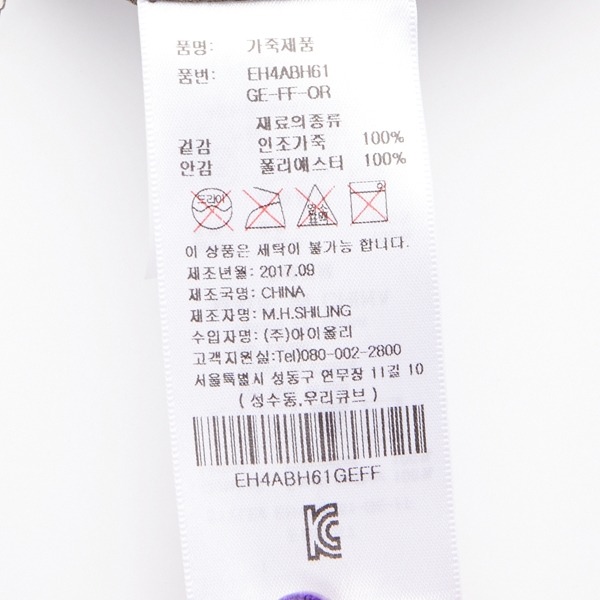 품명: 가죽제품
품번: EH4ABH61
GE-FF-OR
재료의종류
겉감 인조가죽 100%
안감 폴리에스터 100%
드라이 염소 표백
이 상품은 세탁이 불가능 합니다.
제조년월: 2017.09
제조국명: CHINA
제조자명: M.H.SHILING
수입자명: (주)아이올리
고객지원실:Tel)080-002-2800
서울특별시 성동구 연무장 11길 10
(성수동,우리큐브)
EH4ABH61GEFF